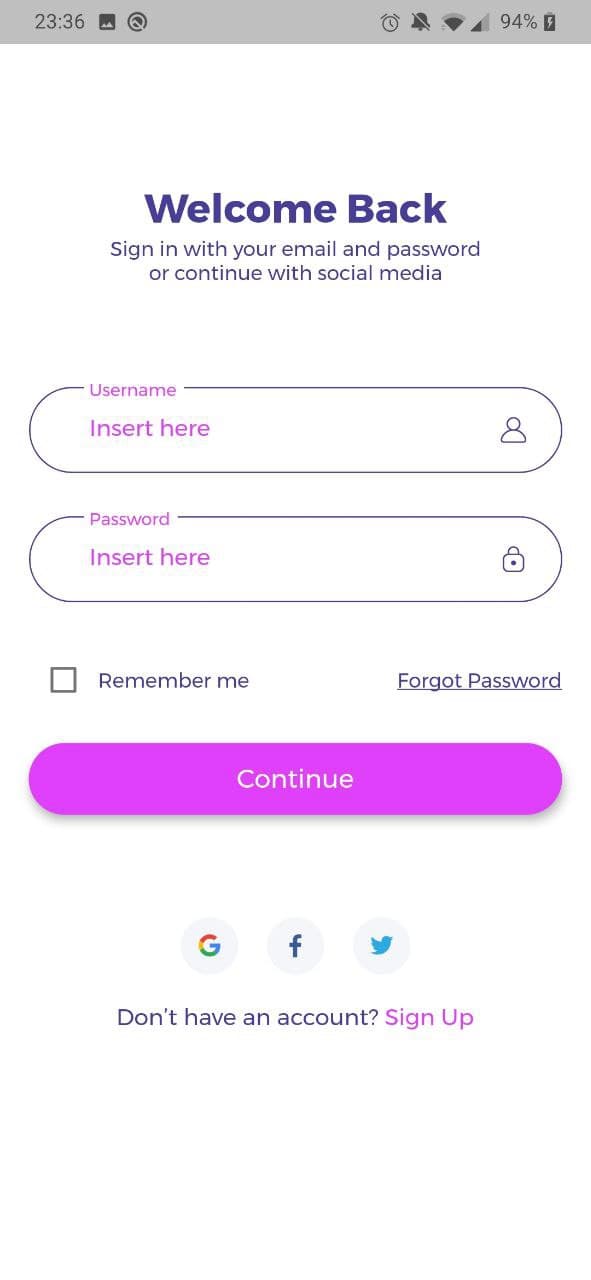 23:36 94%
Welcome Back
Sign in with your email and password
or continue with social media
Username
Insert here
Password
Insert here
Remember me Forgot Password
Continue
Don't have an account? Sign Up